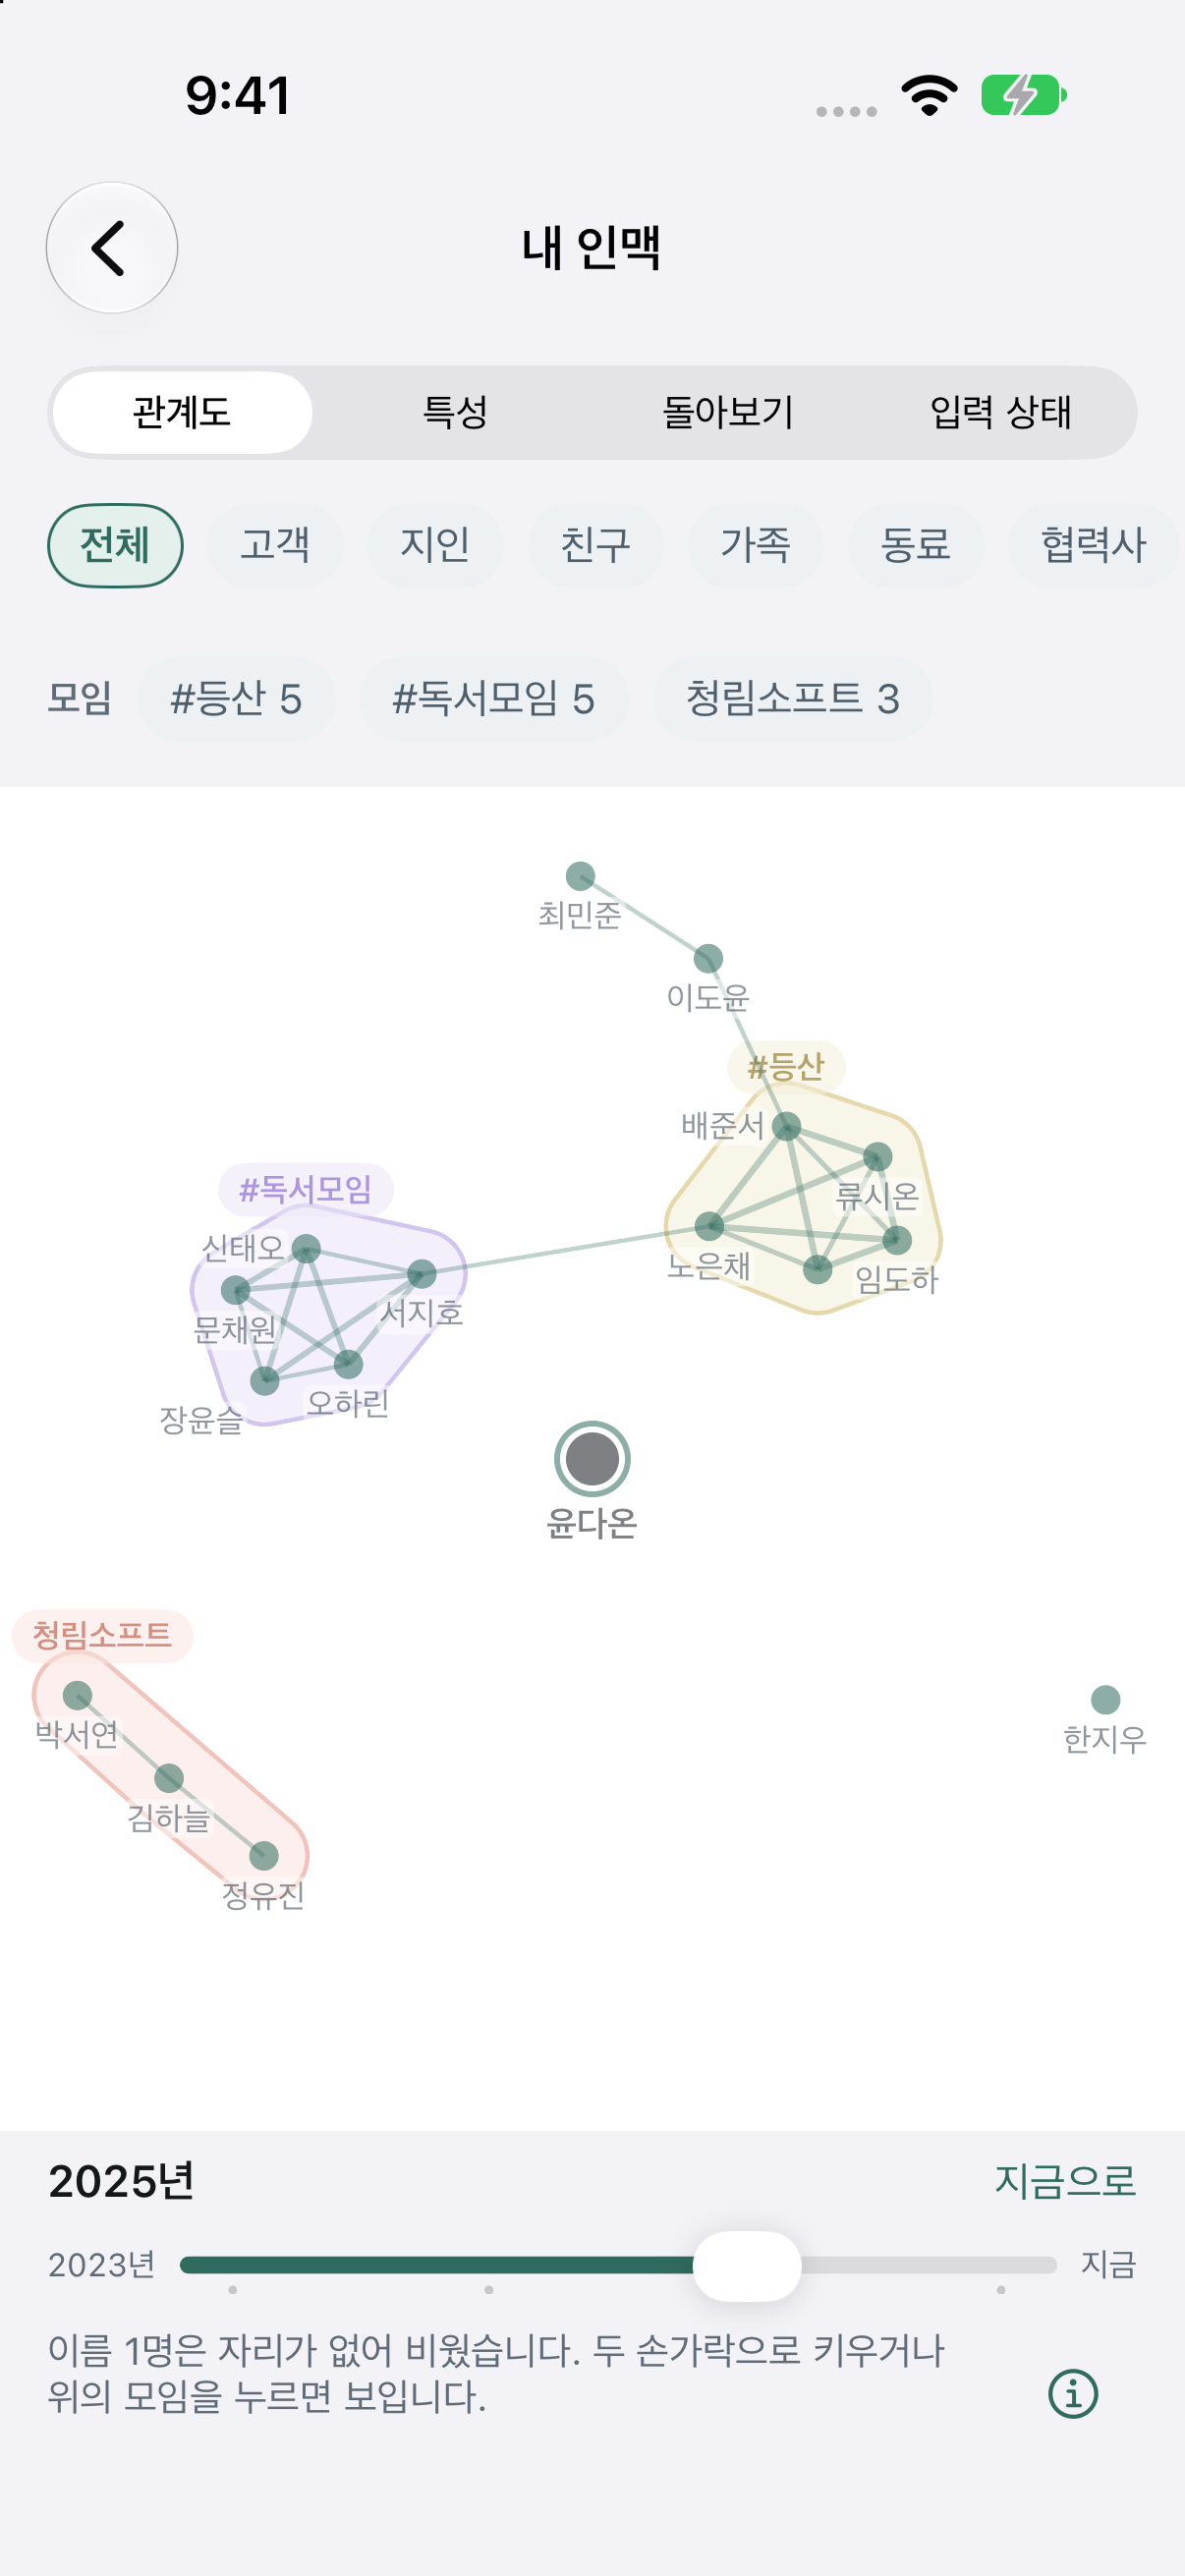 9:41
내 인맥
관계도 특성 돌아보기 입력 상태
전체 고객 지인 친구 가족 동료 협력사
모임 #등산 5 #독서모임 5 청림소프트 3
최민준
이도윤
#등산
배준서
류시온
#독서모임
신태오
노은채
임도하
서지호
문채원
오하린
장윤슬
윤다온
청림소프트
박서연
한지우
김하늘
정유진
2025년 지금으로
2023년 지금
이름 1명은 자리가 없어 비웠습니다. 두 손가락으로 키우거나
위의 모임을 누르면 보입니다.